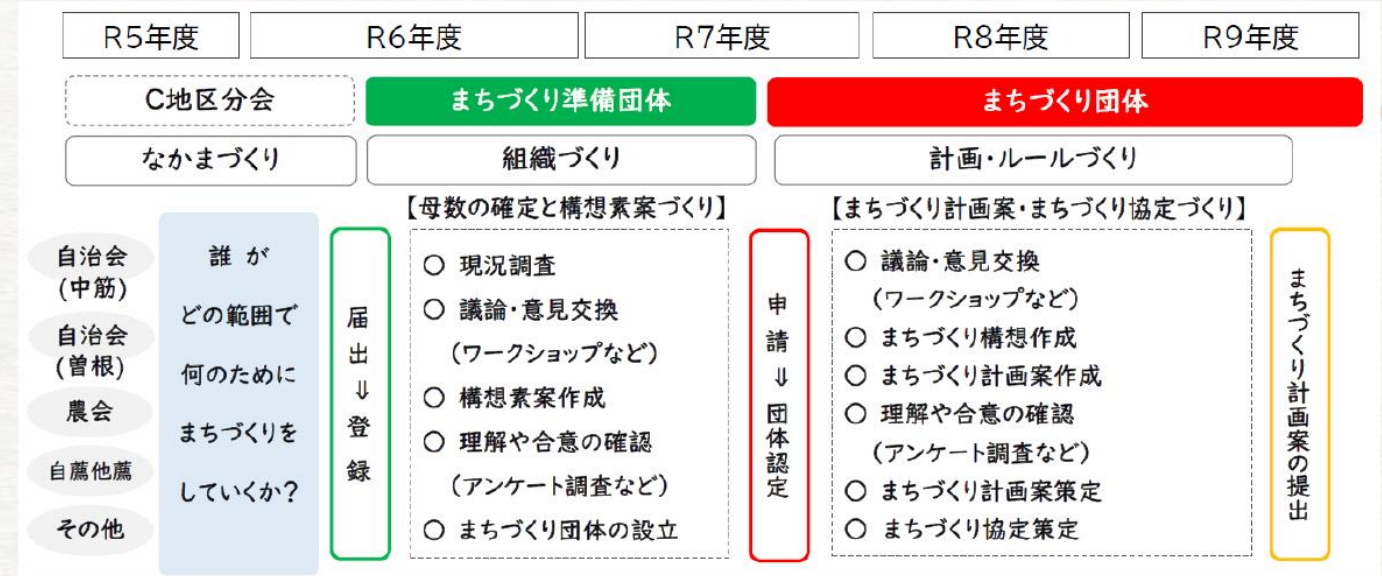 R5年度
R6年度
R7年度
R8年度
R9年度
C地区分会
まちづくり準備団体
まちづくり団体
なかまづくり
組織づくり
計画・ルールづくり
【母数の確定と構想素案づくり】
【まちづくり計画案・まちづくり協定づくり】
自治会
(中筋)
自治会
(曽根)
農会
自薦他薦
その他
誰が
どの範囲で
何のために
まちづくりを
していくか?
届出⇓登録
○ 現況調査
○ 議論・意見交換
(ワークショップなど)
○ 構想素案作成
○ 理解や合意の確認
(アンケート調査など)
○ まちづくり団体の設立
申請⇓団体認定
○ 議論・意見交換
(ワークショップなど)
○ まちづくり構想作成
○ まちづくり計画案作成
○ 理解や合意の確認
(アンケート調査など)
○ まちづくり計画案策定
○ まちづくり協定策定
まちづくり計画案の提出